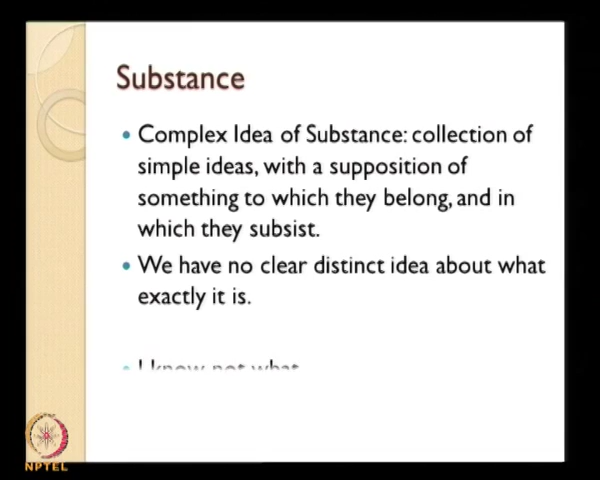 Substance
• Complex Idea of Substance: collection of
simple ideas, with a supposition of
something to which they belong, and in
which they subsist.
• We have no clear distinct idea about what
exactly it is.
• I know not what
NPTEL